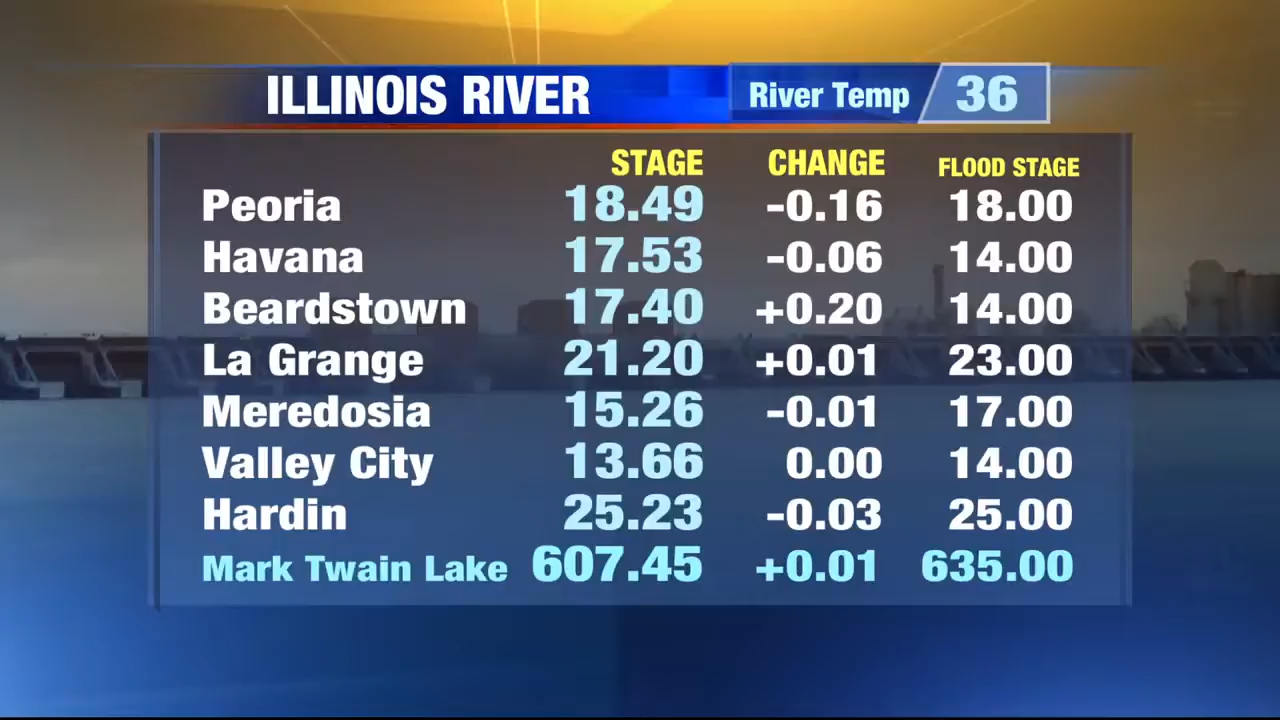 ILLINOIS RIVER River Temp 36
STAGE CHANGE FLOOD STAGE
Peoria 18.49 -0.16 18.00
Havana 17.53 -0.06 14.00
Beardstown 17.40 +0.20 14.00
La Grange 21.20 +0.01 23.00
Meredosia 15.26 -0.01 17.00
Valley City 13.66 0.00 14.00
Hardin 25.23 -0.03 25.00
Mark Twain Lake 607.45 +0.01 635.00